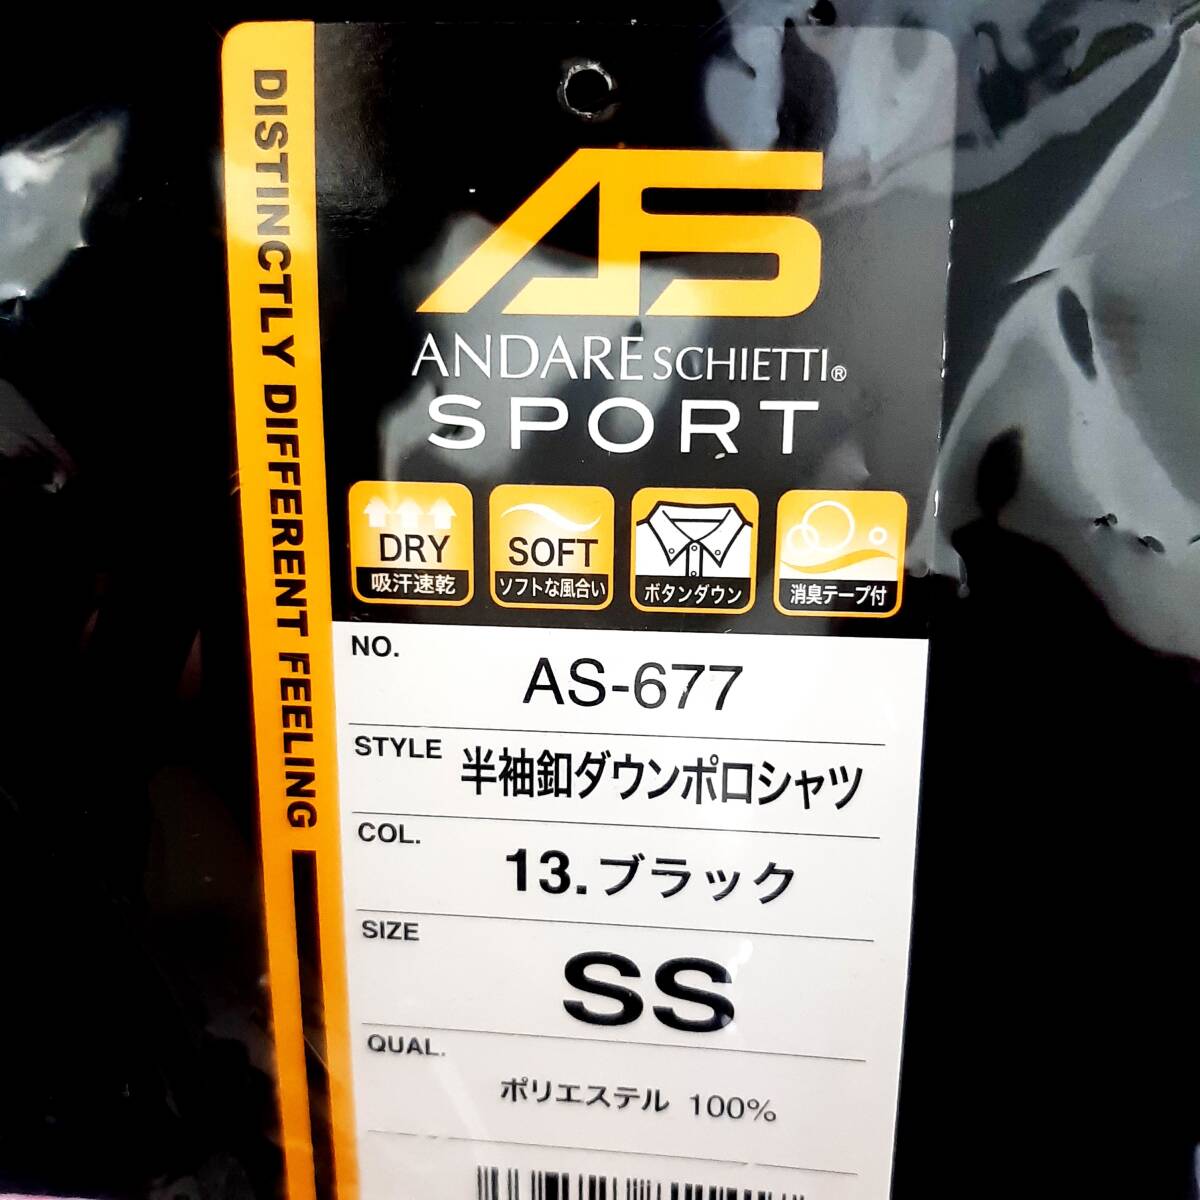 DISTINCTLY DIFFERENT FEELING
AS
ANDARE SCHIETTI®
SPORT
DRY
吸汗速乾
SOFT
ソフトな風合い
ボタンダウン
消臭テープ付
NO.
AS-677
STYLE
半袖釦ダウンポロシャツ
COL.
13.ブラック
SIZE
SS
QUAL.
ポリエステル 100%